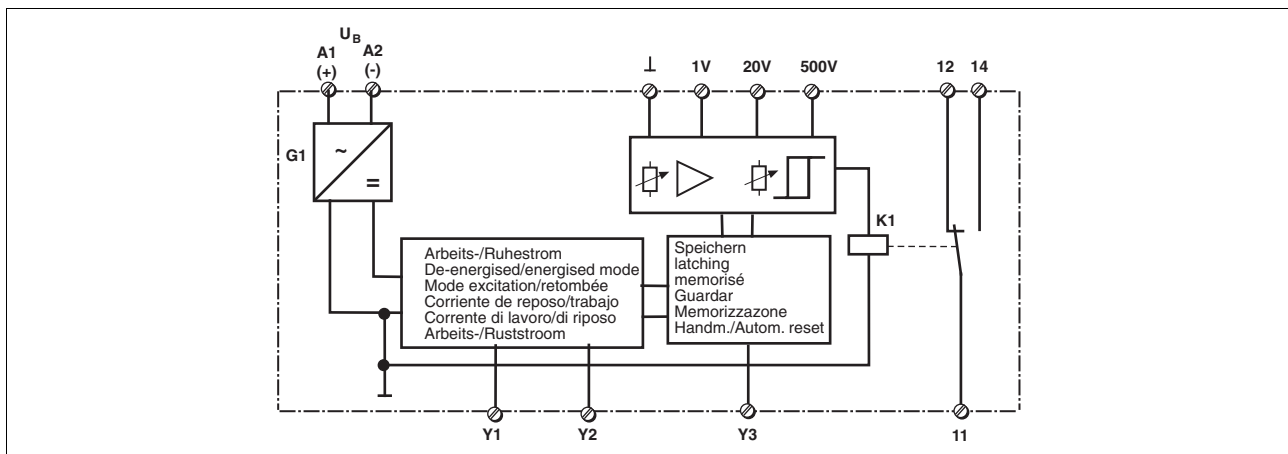 U_B
A1 A2 ⊥ 1V 20V 500V 12 14
(+) (-)
G1
~
=
K1
Arbeits-/Ruhestrom
De-energised/energised mode
Mode excitation/retombée
Corriente de reposo/trabajo
Corrente di lavoro/di riposo
Arbeits-/Ruststroom
Speichern
latching
memorisé
Guardar
Memorizzazone
Handm./Autom. reset
Y1 Y2 Y3 11